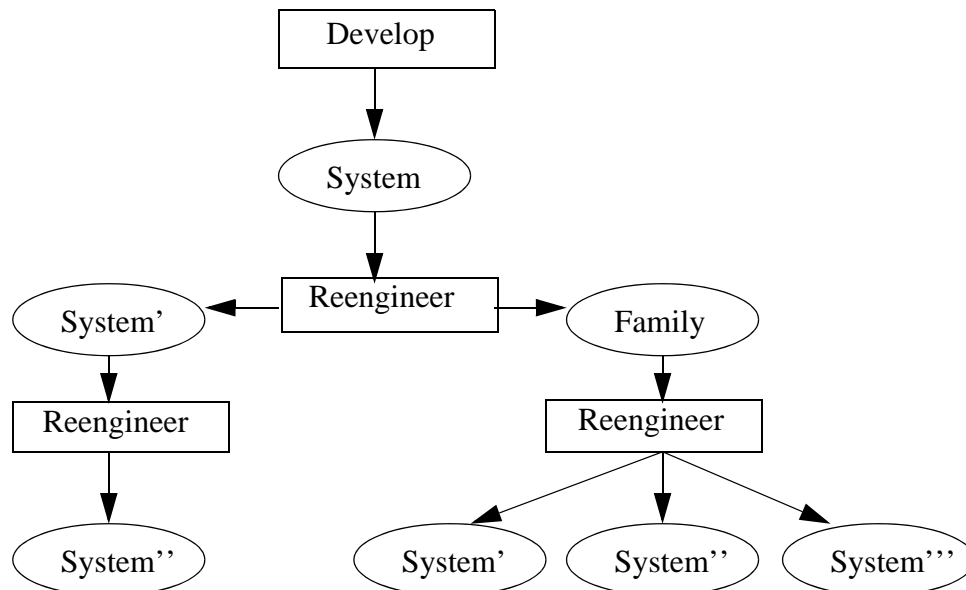 Develop
System
System’
Reengineer
Family
Reengineer
Reengineer
System’’
System’
System’’
System’’’